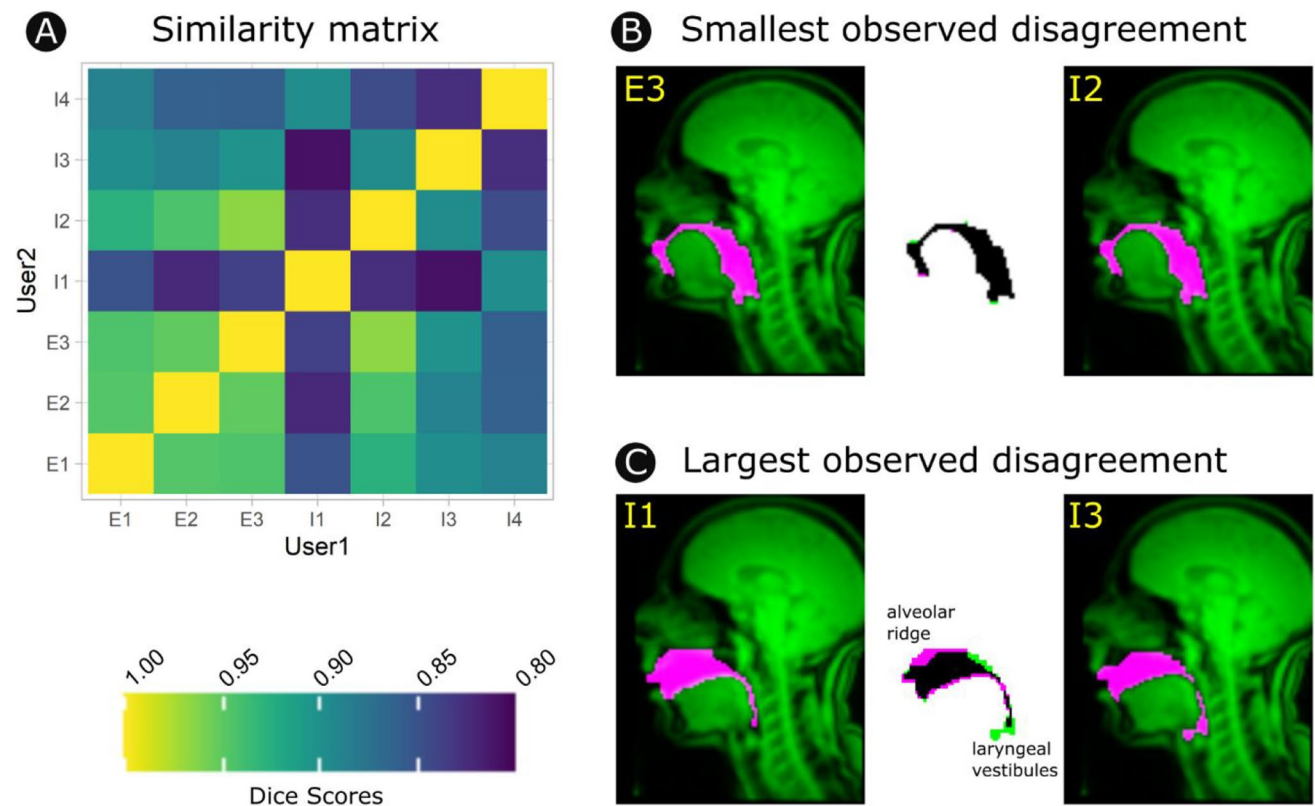 A Similarity matrix
I4
I3
I2
I1
E3
E2
E1
User2
E1 E2 E3 I1 I2 I3 I4
User1
1.00 0.95 0.90 0.85 0.80
Dice Scores
B Smallest observed disagreement
E3
I2
C Largest observed disagreement
I1
alveolar
ridge
laryngeal
vestibules
I3